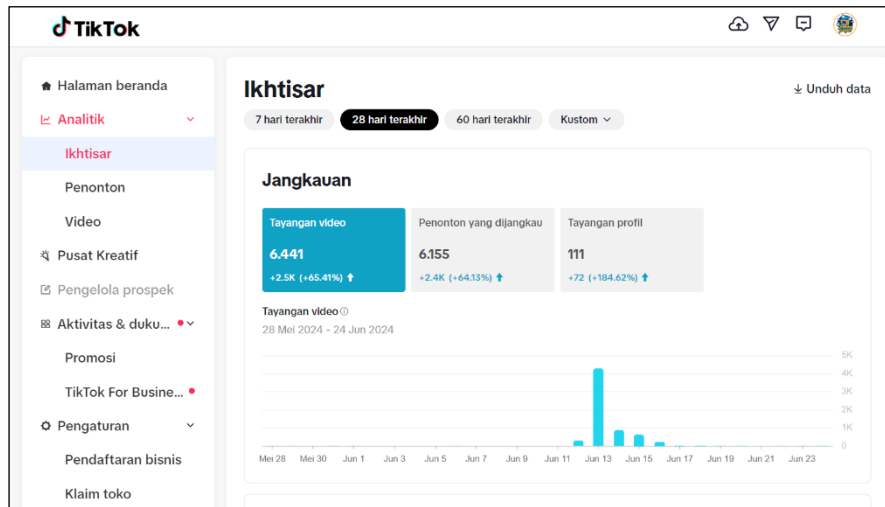 TikTok
Halaman beranda
Analitik
Ikhtisar
Penonton
Video
Pusat Kreatif
Pengelola prospek
Aktivitas & duku...
Promosi
TikTok For Busine...
Pengaturan
Pendaftaran bisnis
Klaim toko
Ikhtisar
Unduh data
7 hari terakhir 28 hari terakhir 60 hari terakhir Kustom
Jangkauan
Tayangan video Penonton yang dijangkau Tayangan profil
6.441 6.155 111
+2.5K (+65.41%) +2.4K (+64.13%) +72 (+184.62%)
Tayangan video
28 Mei 2024 - 24 Jun 2024
5K
4K
3K
2K
1K
0
Mei 28 Mei 30 Jun 1 Jun 3 Jun 5 Jun 7 Jun 9 Jun 11 Jun 13 Jun 15 Jun 17 Jun 19 Jun 21 Jun 23